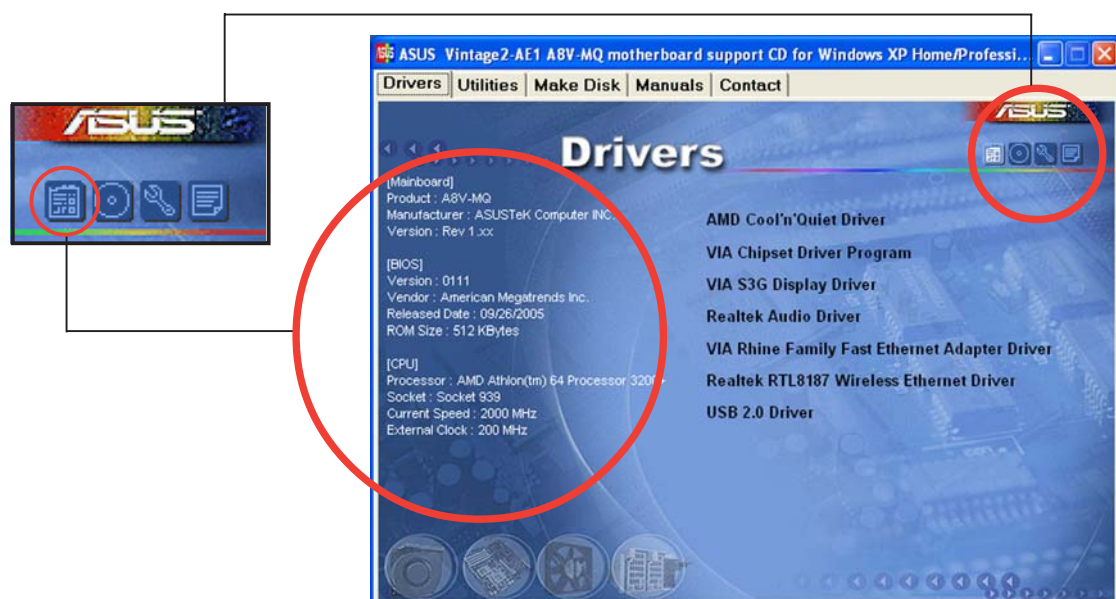 ASUS Vintage2-AE1 A8V-MQ motherboard support CD for Windows XP Home/Professi...
Drivers Utilities Make Disk Manuals Contact
ASUS
ASUS
Drivers
[Mainboard]
Product : A8V-MQ
Manufacturer : ASUSTeK Computer INC.
Version : Rev 1.xx
[BIOS]
Version : 0111
Vendor : American Megatrends Inc.
Released Date : 09/26/2005
ROM Size : 512 KBytes
[CPU]
Processor : AMD Athlon(tm) 64 Processor 3200+
Socket : Socket 939
Current Speed : 2000 MHz
External Clock : 200 MHz
AMD Cool'n'Quiet Driver
VIA Chipset Driver Program
VIA S3G Display Driver
Realtek Audio Driver
VIA Rhine Family Fast Ethernet Adapter Driver
Realtek RTL8187 Wireless Ethernet Driver
USB 2.0 Driver